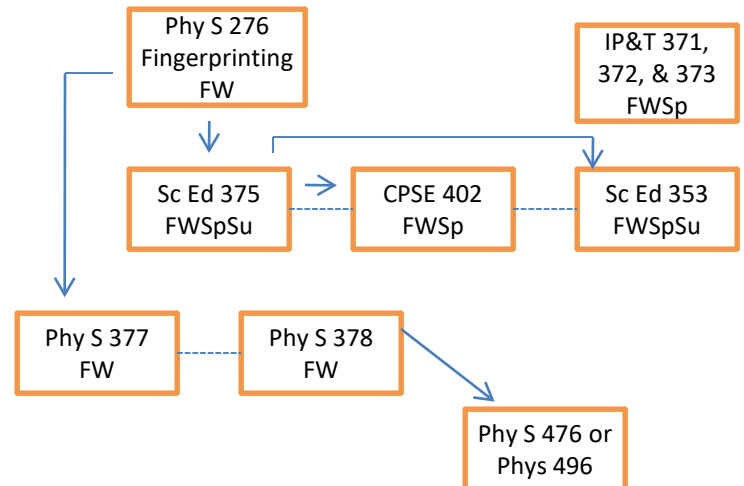 Phy S 276
Fingerprinting
FW
IP&T 371,
372, & 373
FWSp
Sc Ed 375
FWSpSu
CPSE 402
FWSp
Sc Ed 353
FWSpSu
Phy S 377
FW
Phy S 378
FW
Phy S 476 or
Phys 496